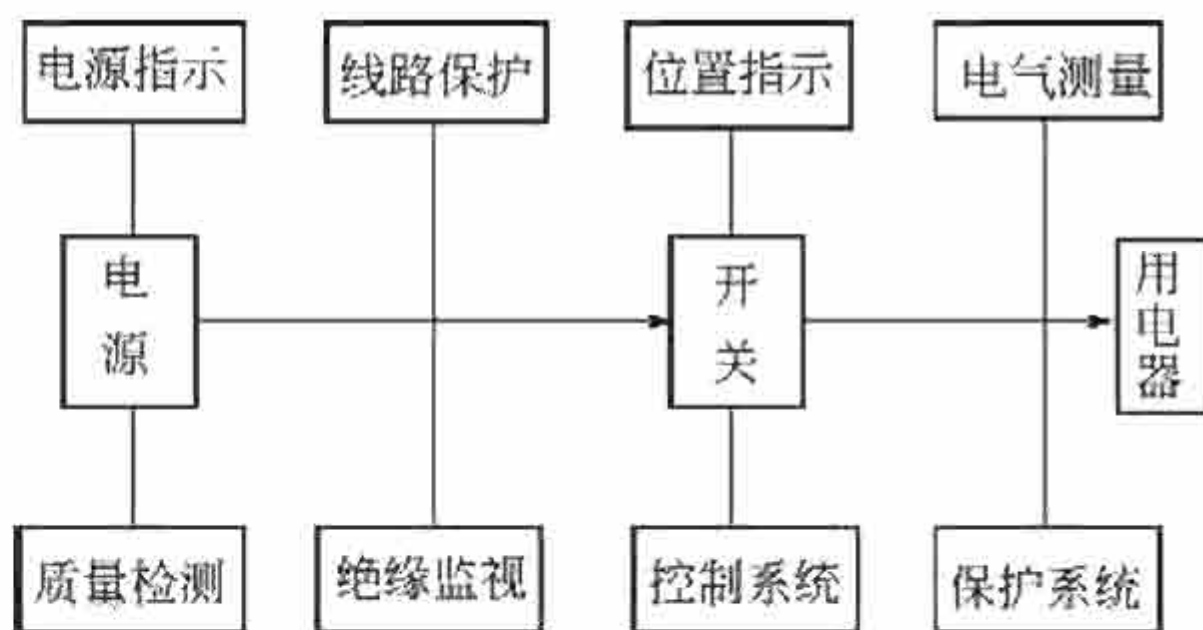 电源指示
线路保护
位置指示
电气测量
电源
开关
用电器
质量检测
绝缘监视
控制系统
保护系统